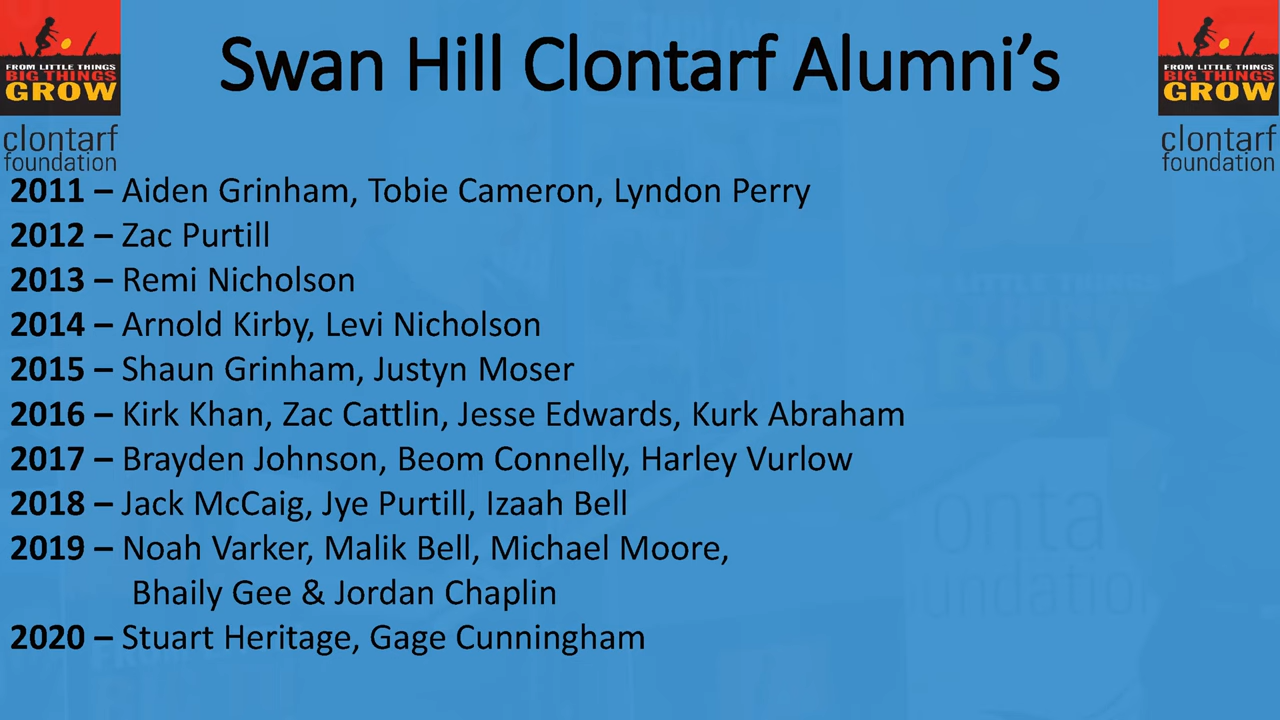 Swan Hill Clontarf Alumni's
FROM LITTLE THINGS
BIG THINGS
GROW
clontarf
foundation
FROM LITTLE THINGS
BIG THINGS
GROW
clontarf
foundation
2011 – Aiden Grinham, Tobie Cameron, Lyndon Perry
2012 – Zac Purtill
2013 – Remi Nicholson
2014 – Arnold Kirby, Levi Nicholson
2015 – Shaun Grinham, Justyn Moser
2016 – Kirk Khan, Zac Cattlin, Jesse Edwards, Kurk Abraham
2017 – Brayden Johnson, Beom Connelly, Harley Vurlow
2018 – Jack McCaig, Jye Purtill, Izaah Bell
2019 – Noah Varker, Malik Bell, Michael Moore,
Bhaily Gee & Jordan Chaplin
2020 – Stuart Heritage, Gage Cunningham